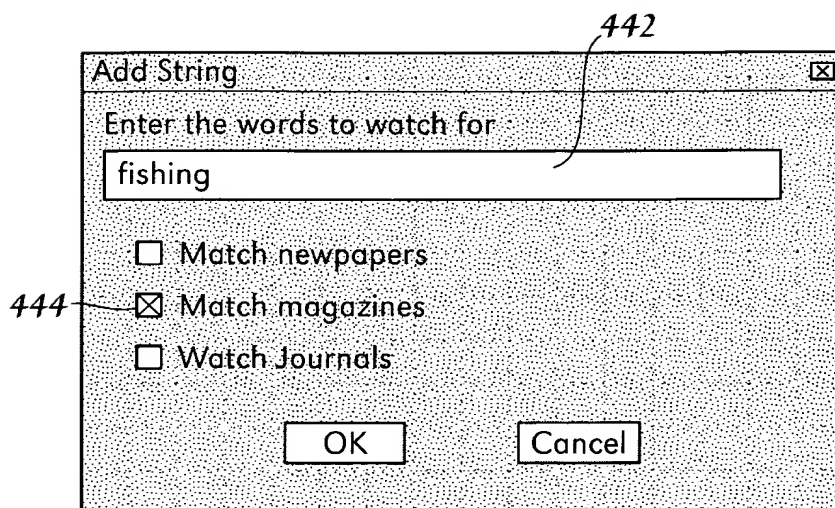 442
Add String
Enter the words to watch for
fishing
Match newpapers
444 Match magazines
Watch Journals
OK Cancel